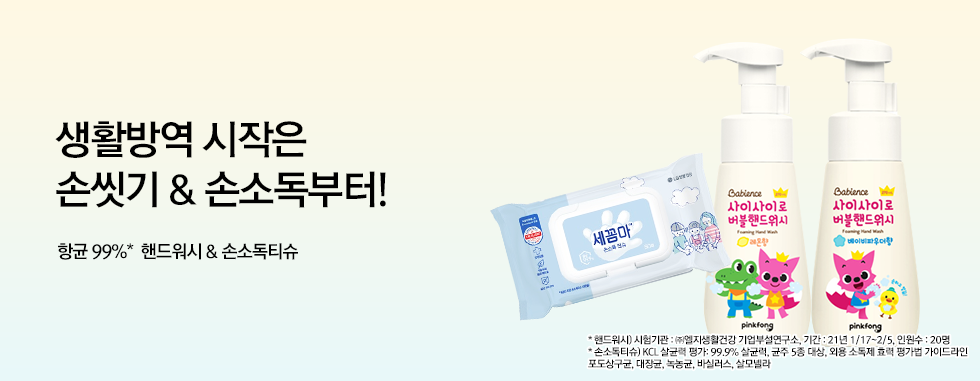 생활방역 시작은
손씻기 & 손소독부터!
항균 99%* 핸드워시 & 손소독티슈
세꼼마
손소독 티슈
Babience
사이사이로
버블핸드워시
Foaming Hand Wash
레몬향
pinkfong
Babience
사이사이로
버블핸드워시
Foaming Hand Wash
베이비파우더향
pinkfong
* 핸드워시) 시험기관 : ㈜엘지생활건강 기업부설연구소, 기간 : 21년 1/17~2/5, 인원수 : 20명
* 손소독티슈) KCL 살균력 평가: 99.9% 살균력, 균주 5종 대상, 외용 소독제 효력 평가법 가이드라인
포도상구균, 대장균, 녹농균, 바실러스, 살모넬라